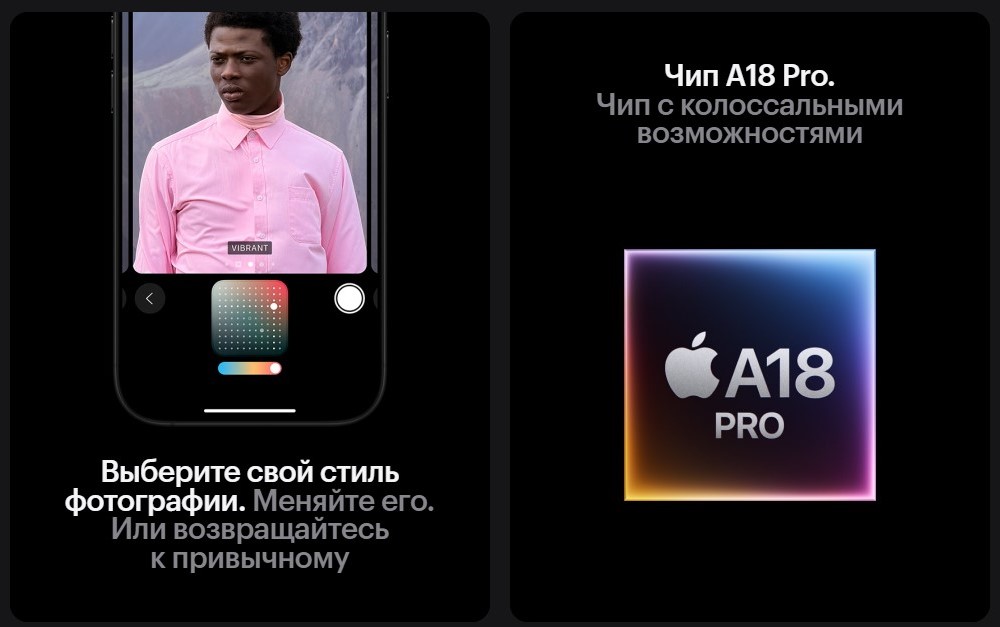 VIBRANT
Выберите свой стиль
фотографии. Меняйте его.
Или возвращайтесь
к привычному
Чип A18 Pro.
Чип с колоссальными
возможностями
A18
PRO